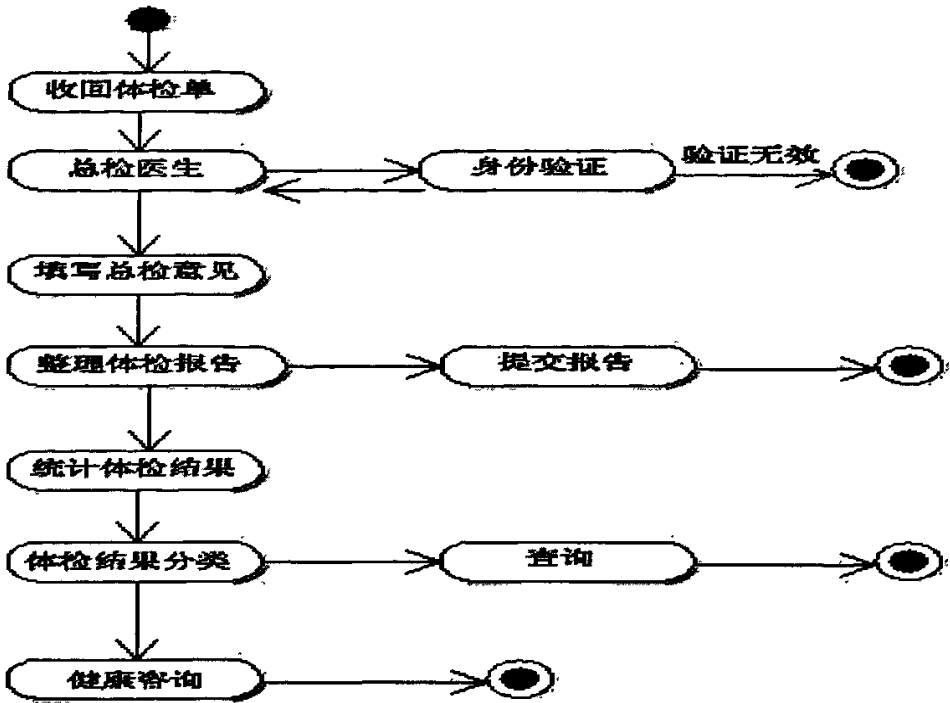 收回体检单
总检医生
身份验证
验证无效
填写总检意见
整理体检报告
提交报告
统计体检结果
体检结果分类
查询
健康咨询